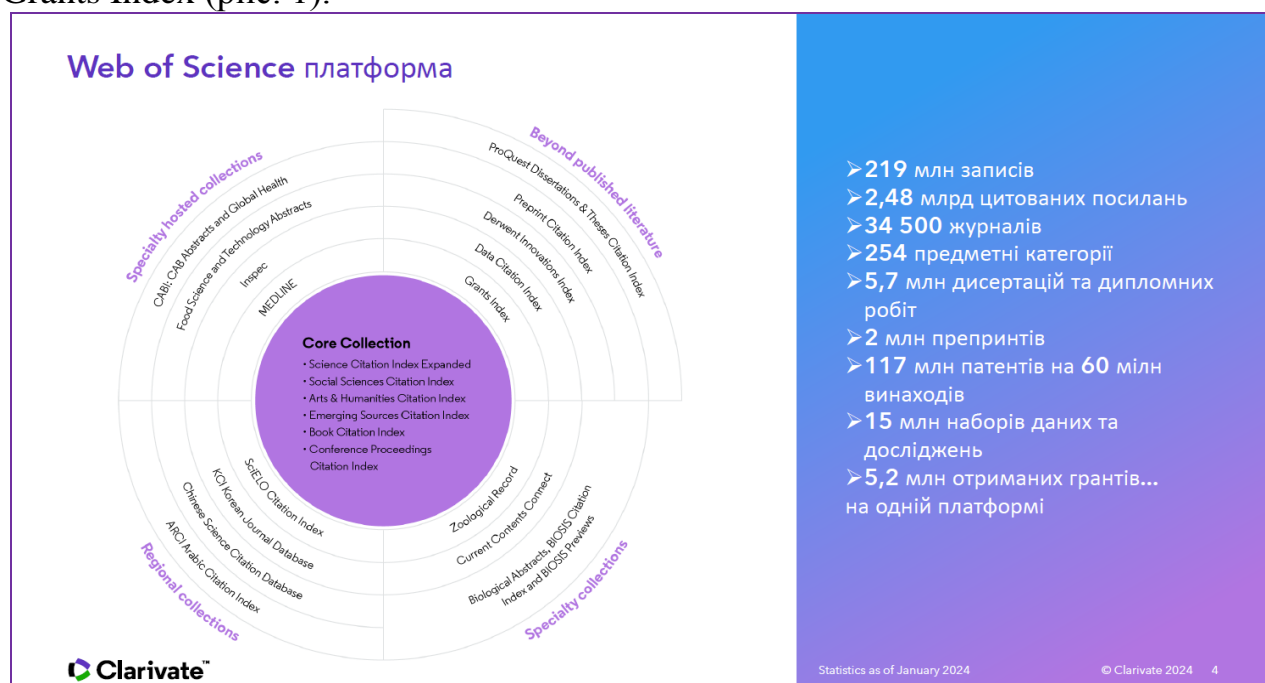 Grants Index (рис. 1).
Web of Science платформа
Specialty hosted collections
CABI: CAB Abstracts and Global Health
Food Science and Technology Abstracts
Inspec
MEDLINE
Beyond published literature
ProQuest Dissertations & Theses Citation Index
Preprint Citation Index
Derwent Innovations Index
Data Citation Index
Grants Index
Core Collection
• Science Citation Index Expanded
• Social Sciences Citation Index
• Arts & Humanities Citation Index
• Emerging Sources Citation Index
• Book Citation Index
• Conference Proceedings
Citation Index
SciELO Citation Index
KCI Korean Journal Database
Chinese Science Citation Database
ARCI Arabic Citation Index
Regional collections
Zoological Record
Current Contents Connect
Biological Abstracts, BIOSIS Citation
Index and BIOSIS Previews
Specialty collections
Clarivate™
➢219 млн записів
➢2,48 млрд цитованих посилань
➢34 500 журналів
➢254 предметні категорії
➢5,7 млн дисертацій та дипломних
робіт
➢2 млн препринтів
➢117 млн патентів на 60 мілн
винаходів
➢15 млн наборів даних та
досліджень
➢5,2 млн отриманих грантів...
на одній платформі
Statistics as of January 2024
© Clarivate 2024 4